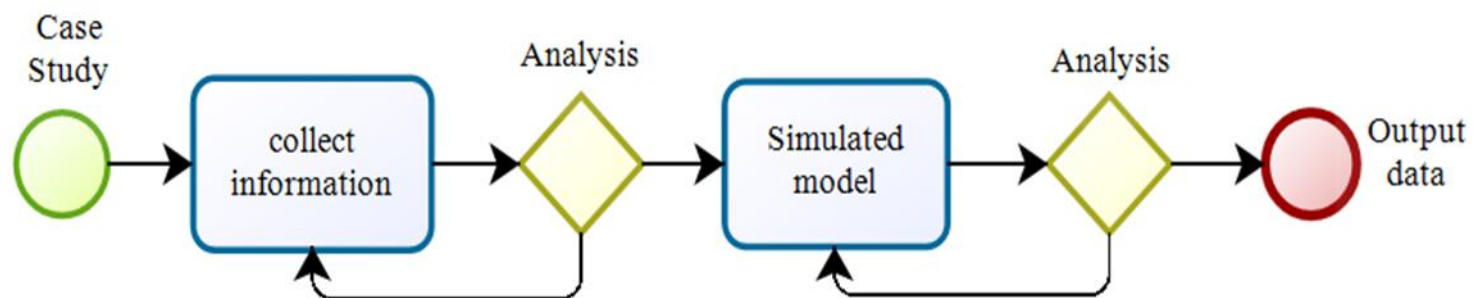 Case
Study
collect
information
Analysis
Simulated
model
Analysis
Output
data